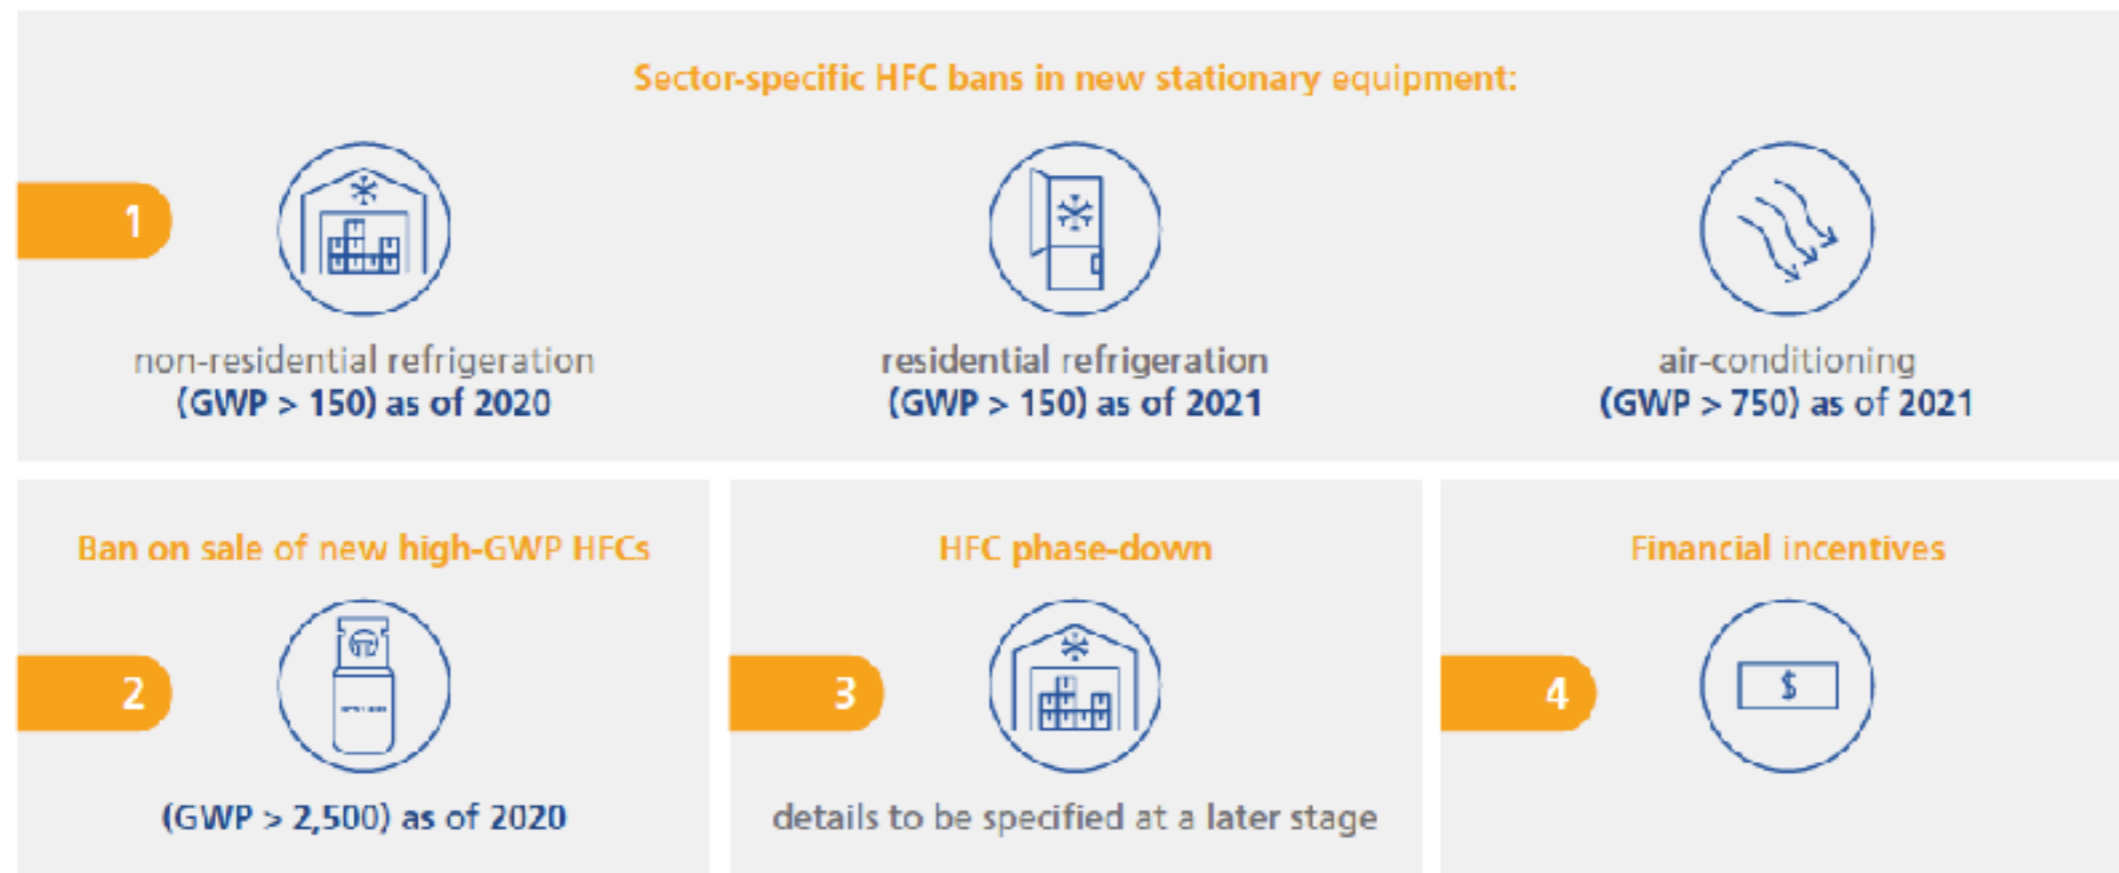 Sector-specific HFC bans in new stationary equipment:
1
non-residential refrigeration
(GWP > 150) as of 2020
residential refrigeration
(GWP > 150) as of 2021
air-conditioning
(GWP > 750) as of 2021
Ban on sale of new high-GWP HFCs
2
(GWP > 2,500) as of 2020
HFC phase-down
3
details to be specified at a later stage
Financial incentives
4
$